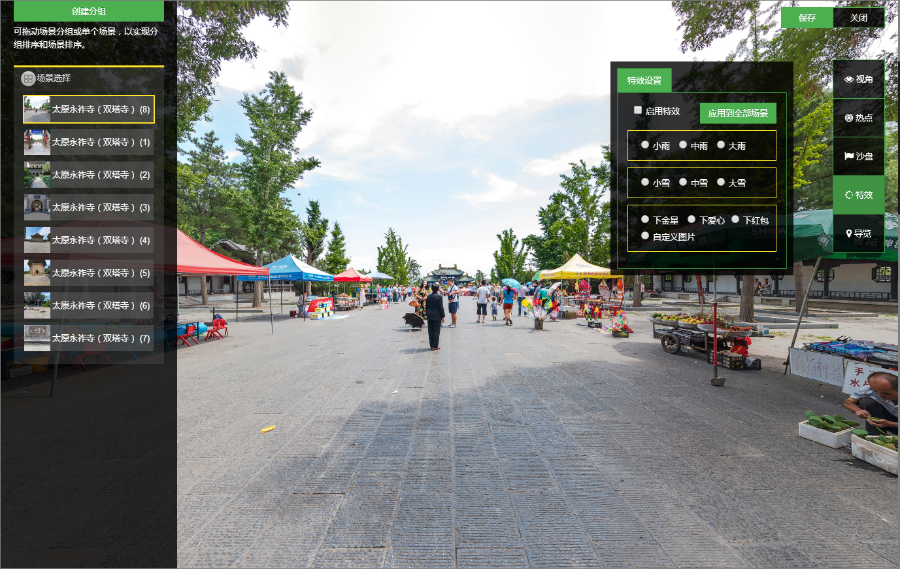 创建分组
可拖动场景分组或单个场景，以实现分
组排序和场景排序。
场景选择
太原永祚寺（双塔寺）(8)
太原永祚寺（双塔寺）(1)
太原永祚寺（双塔寺）(2)
太原永祚寺（双塔寺）(3)
太原永祚寺（双塔寺）(4)
太原永祚寺（双塔寺）(5)
太原永祚寺（双塔寺）(6)
太原永祚寺（双塔寺）(7)
保存 关闭
特效设置
启用特效 应用到全部场景
小雨 中雨 大雨
小雪 中雪 大雪
下金星 下爱心 下红包
自定义图片
视角
热点
沙盘
特效
导览
手
水